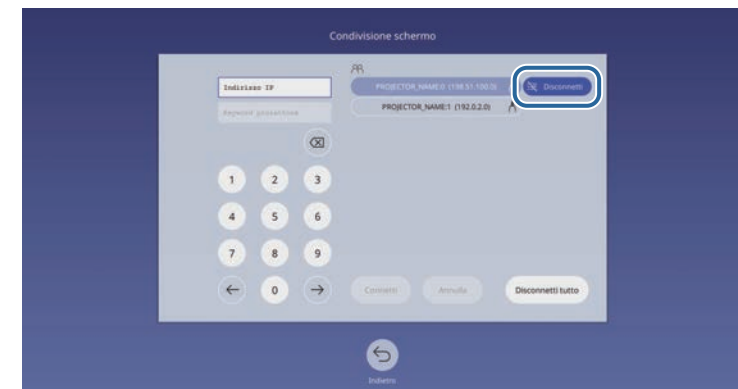 Condivisione schermo
Indirizzo IP
Keyword proiettore
PROJECTOR_NAME:0 (198.51.100.0)
Disconnetti
PROJECTOR_NAME:1 (192.0.2.0)
1 2 3
4 5 6
7 8 9
0
Connetti
Annulla
Disconnetti tutto
Indietro